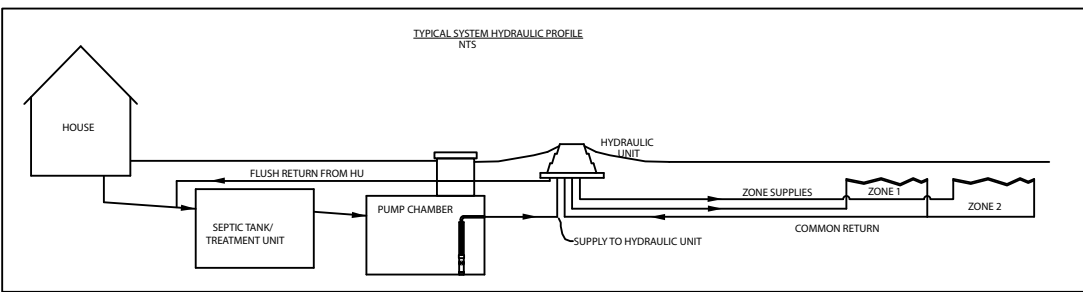 TYPICAL SYSTEM HYDRAULIC PROFILE
NTS
HOUSE
HYDRAULIC
UNIT
FLUSH RETURN FROM HU
ZONE SUPPLIES
ZONE 1
ZONE 2
PUMP CHAMBER
SEPTIC TANK/
TREATMENT UNIT
COMMON RETURN
SUPPLY TO HYDRAULIC UNIT